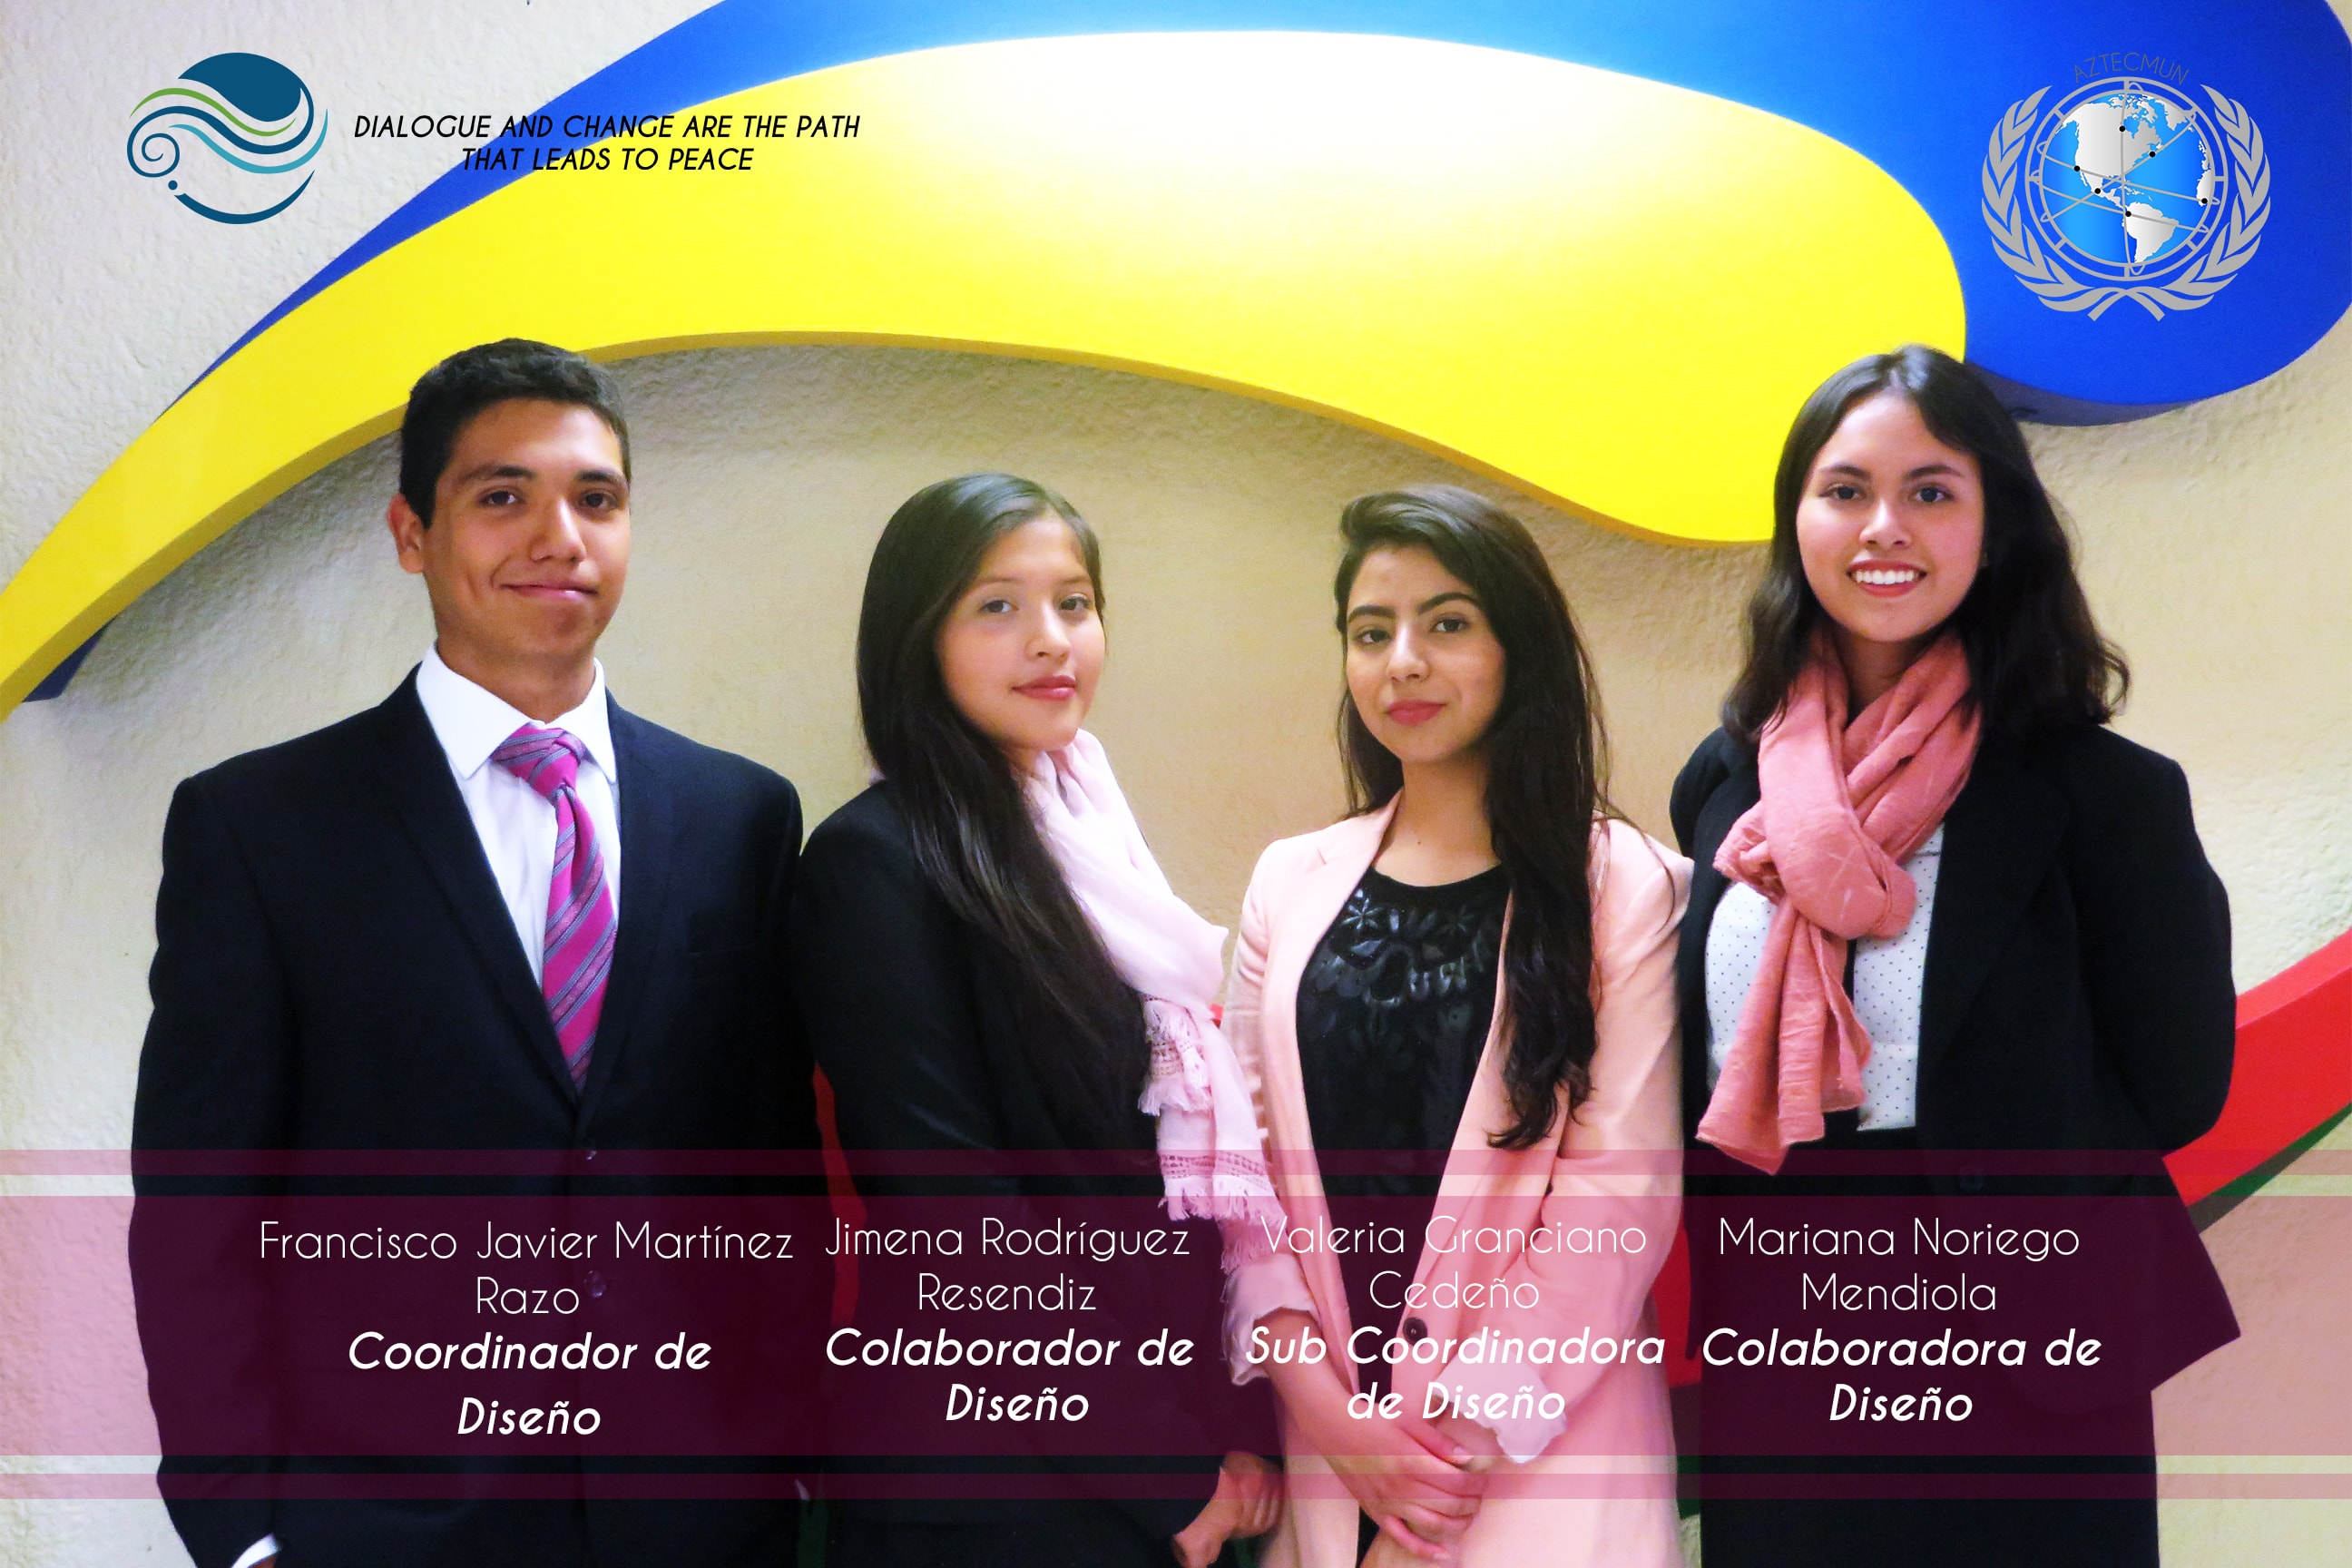 DIALOGUE AND CHANGE ARE THE PATH
THAT LEADS TO PEACE
AZTECMUN
Francisco Javier Martínez
Razo
Coordinador de
Diseño
Jimena Rodríguez
Resendiz
Colaborador de
Diseño
Valeria Granciano
Cedeño
Sub Coordinadora
de Diseño
Mariana Noriego
Mendiola
Colaboradora de
Diseño